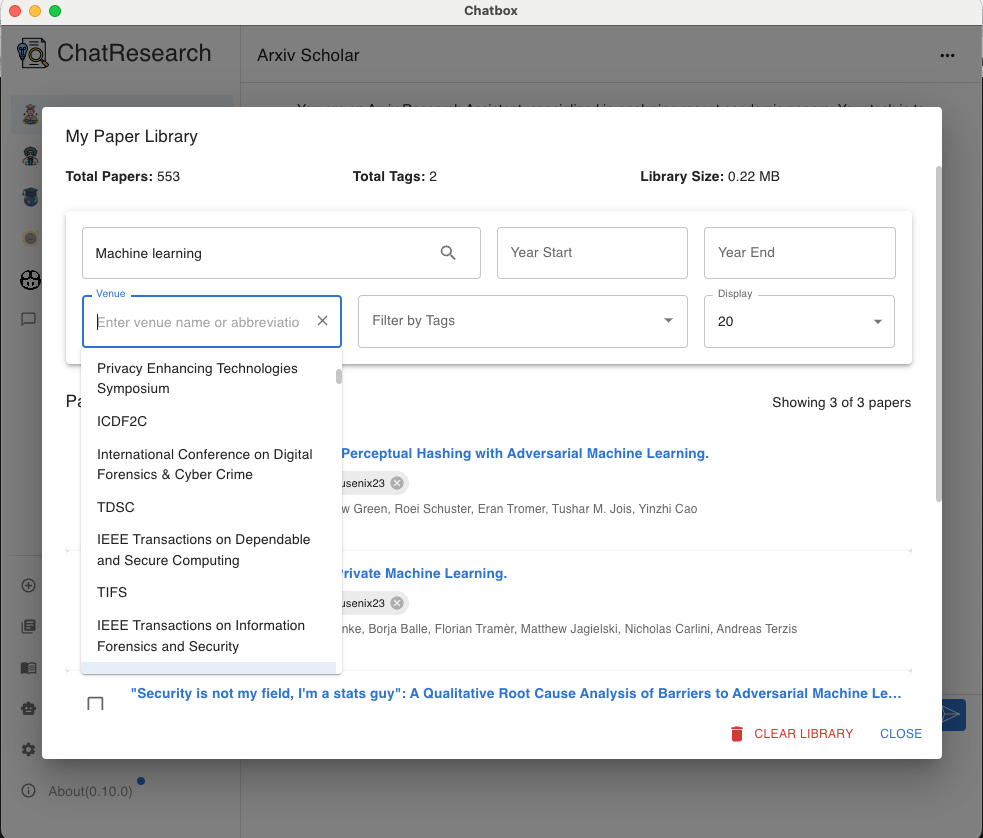 Chatbox
ChatResearch
Arxiv Scholar
My Paper Library
Total Papers: 553
Total Tags: 2
Library Size: 0.22 MB
Machine learning
Year Start
Year End
Venue
Enter venue name or abbreviatio
Filter by Tags
Display
20
Privacy Enhancing Technologies
Symposium
ICDF2C
International Conference on Digital
Forensics & Cyber Crime
TDSC
IEEE Transactions on Dependable
and Secure Computing
TIFS
IEEE Transactions on Information
Forensics and Security
Pa
Showing 3 of 3 papers
Perceptual Hashing with Adversarial Machine Learning.
usenix23
w Green, Roei Schuster, Eran Tromer, Tushar M. Jois, Yinzhi Cao
Private Machine Learning.
usenix23
nke, Borja Balle, Florian Tramèr, Matthew Jagielski, Nicholas Carlini, Andreas Terzis
"Security is not my field, I'm a stats guy": A Qualitative Root Cause Analysis of Barriers to Adversarial Machine Le...
CLEAR LIBRARY
CLOSE
About(0.10.0)